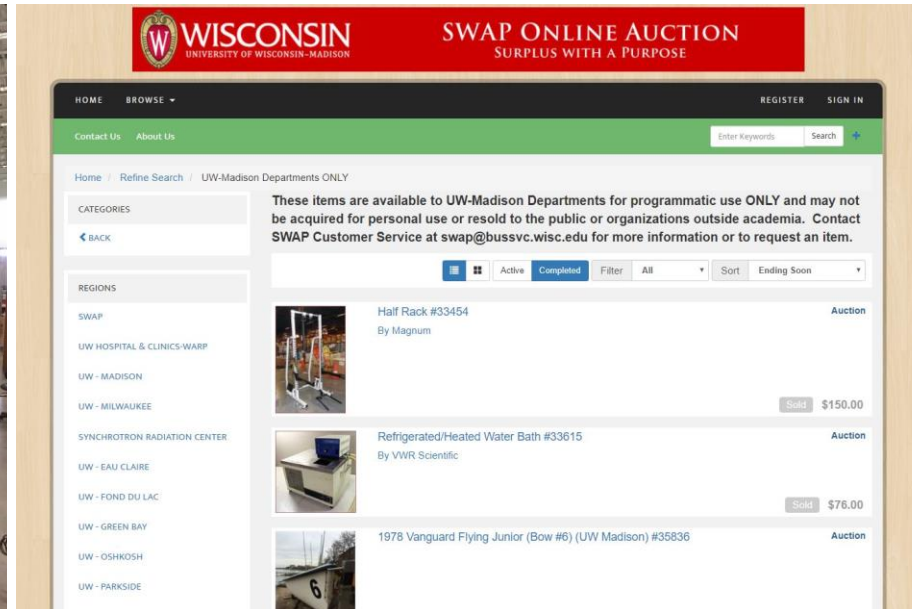 WISCONSIN
UNIVERSITY OF WISCONSIN-MADISON
SWAP ONLINE AUCTION
SURPLUS WITH A PURPOSE
HOME BROWSE
REGISTER SIGN IN
Contact Us About Us
Enter Keywords Search
Home / Refine Search / UW-Madison Departments ONLY
CATEGORIES
BACK
REGIONS
SWAP
UW HOSPITAL & CLINICS-WARP
UW - MADISON
UW - MILWAUKEE
SYNCHROTRON RADIATION CENTER
UW - EAU CLAIRE
UW - FOND DU LAC
UW - GREEN BAY
UW - OSHKOSH
UW - PARKSIDE
These items are available to UW-Madison Departments for programmatic use ONLY and may not
be acquired for personal use or resold to the public or organizations outside academia. Contact
SWAP Customer Service at swap@bussvc.wisc.edu for more information or to request an item.
Active Completed Filter All Sort Ending Soon
Half Rack #33454
Auction
By Magnum
Sold $150.00
Refrigerated/Heated Water Bath #33615
Auction
By VWR Scientific
Sold $76.00
1978 Vanguard Flying Junior (Bow #6) (UW Madison) #35836
Auction
6